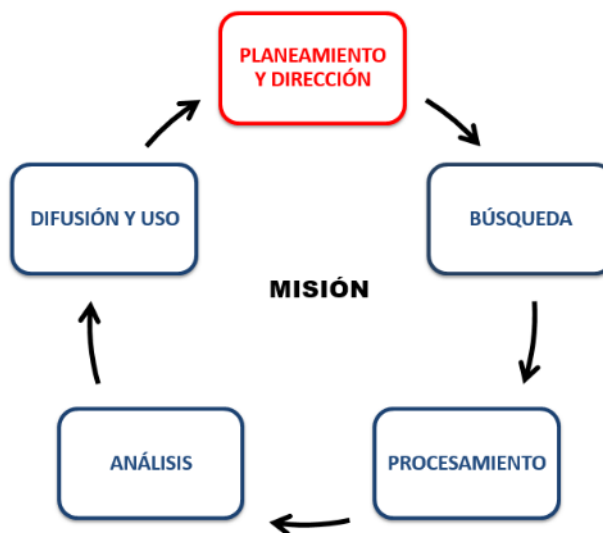 PLANEAMIENTO
Y DIRECCIÓN
BÚSQUEDA
PROCESAMIENTO
ANÁLISIS
DIFUSIÓN Y USO
MISIÓN